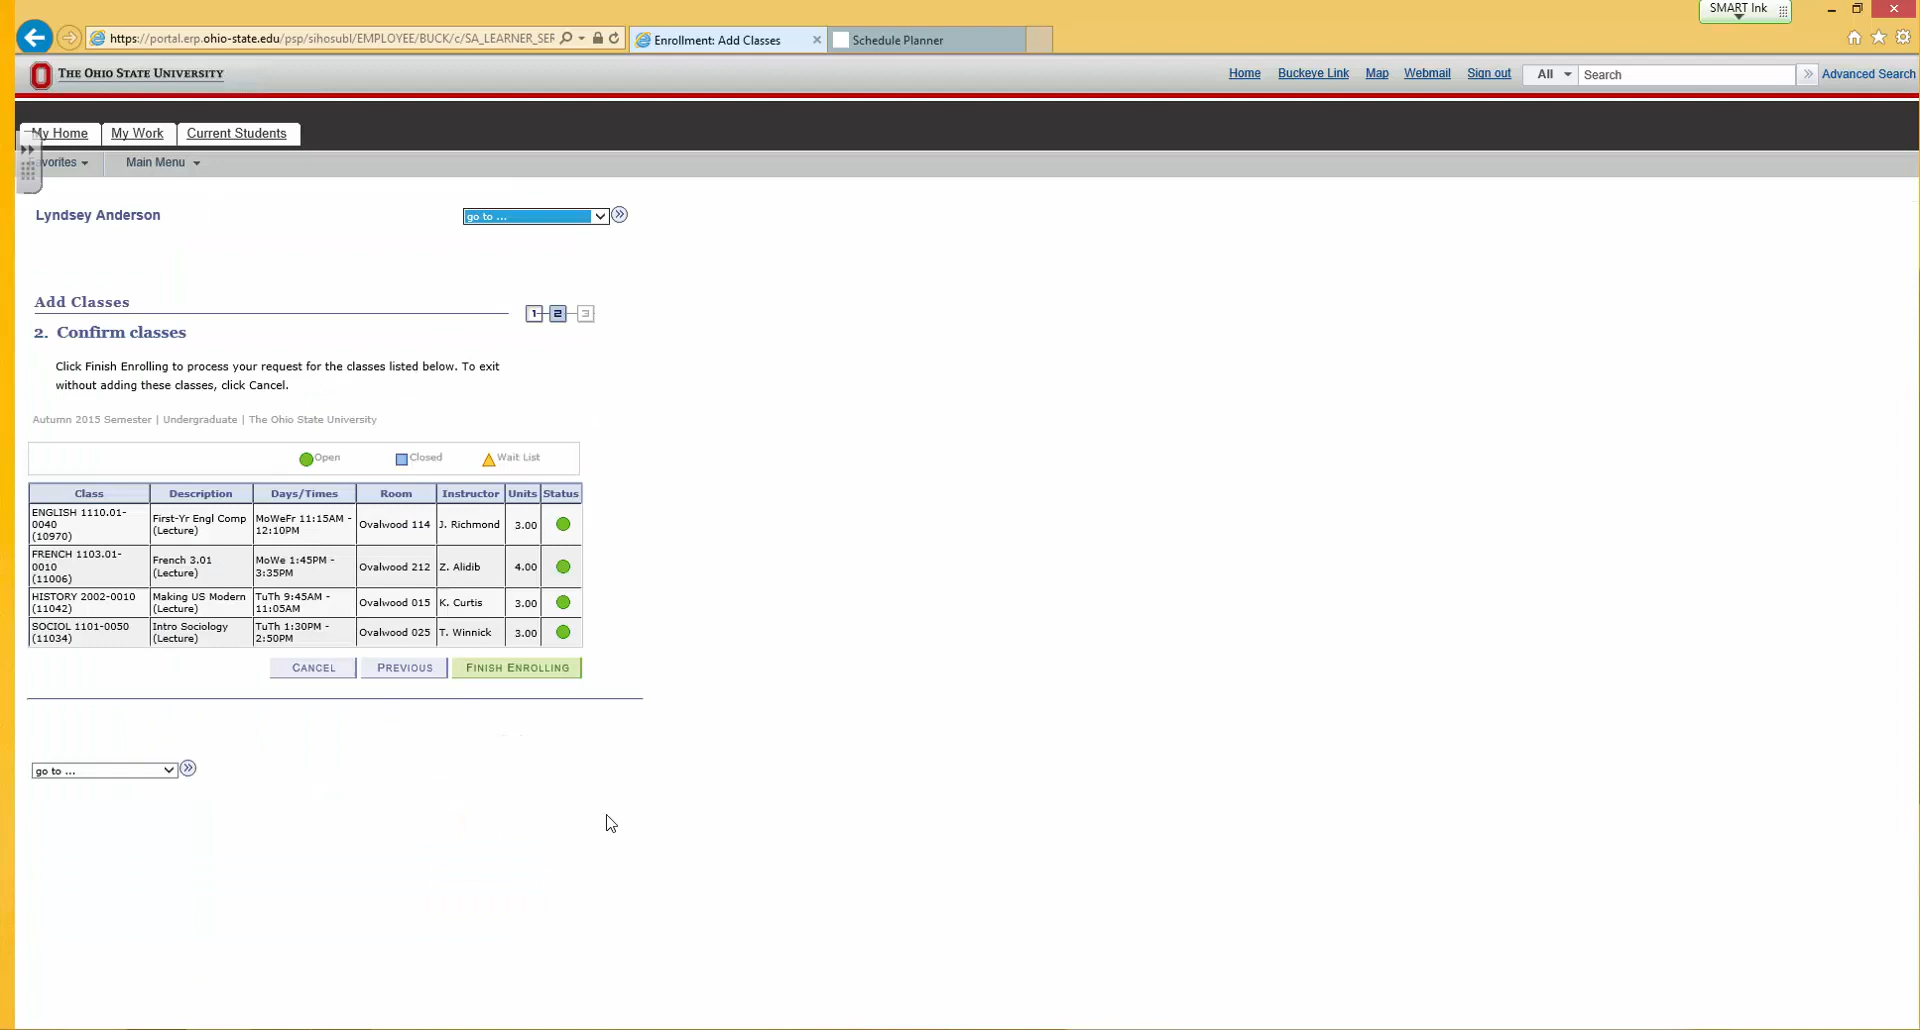 SMART Ink
https://portal.erp.ohio-state.edu/psp/sihosubl/EMPLOYEE/BUCK/c/SA_LEARNER_SER
Enrollment: Add Classes
Schedule Planner
THE OHIO STATE UNIVERSITY
Home Buckeye Link Map Webmail Sign out All Search Advanced Search
My Home My Work Current Students
avorites Main Menu
Lyndsey Anderson
go to ...
Add Classes
1 2 3
2. Confirm classes
Click Finish Enrolling to process your request for the classes listed below. To exit
without adding these classes, click Cancel.
Autumn 2015 Semester | Undergraduate | The Ohio State University
Open Closed Wait List
Class Description Days/Times Room Instructor Units Status
ENGLISH 1110.01-
0040
(10970)
First-Yr Engl Comp
(Lecture)
MoWeFr 11:15AM -
12:10PM
Ovalwood 114
J. Richmond
3.00
FRENCH 1103.01-
0010
(11006)
French 3.01
(Lecture)
MoWe 1:45PM -
3:35PM
Ovalwood 212
Z. Alidib
4.00
HISTORY 2002-0010
(11042)
Making US Modern
(Lecture)
TuTh 9:45AM -
11:05AM
Ovalwood 015
K. Curtis
3.00
SOCIOL 1101-0050
(11034)
Intro Sociology
(Lecture)
TuTh 1:30PM -
2:50PM
Ovalwood 025
T. Winnick
3.00
CANCEL PREVIOUS FINISH ENROLLING
go to ...